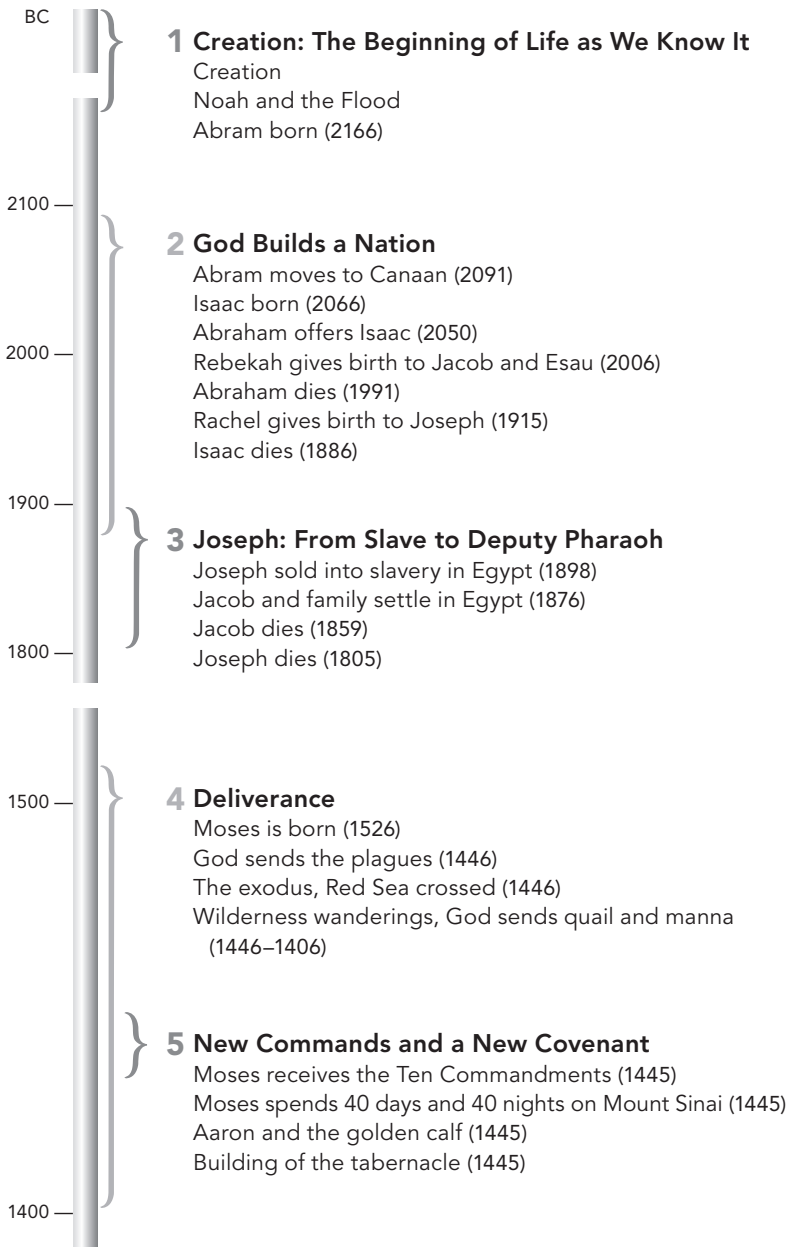 BC
1 Creation: The Beginning of Life as We Know It
Creation
Noah and the Flood
Abram born (2166)
2100
2 God Builds a Nation
Abram moves to Canaan (2091)
Isaac born (2066)
Abraham offers Isaac (2050)
2000
Rebekah gives birth to Jacob and Esau (2006)
Abraham dies (1991)
Rachel gives birth to Joseph (1915)
Isaac dies (1886)
1900
3 Joseph: From Slave to Deputy Pharaoh
Joseph sold into slavery in Egypt (1898)
Jacob and family settle in Egypt (1876)
Jacob dies (1859)
1800
Joseph dies (1805)
1500
4 Deliverance
Moses is born (1526)
God sends the plagues (1446)
The exodus, Red Sea crossed (1446)
Wilderness wanderings, God sends quail and manna
(1446–1406)
5 New Commands and a New Covenant
Moses receives the Ten Commandments (1445)
Moses spends 40 days and 40 nights on Mount Sinai (1445)
Aaron and the golden calf (1445)
Building of the tabernacle (1445)
1400